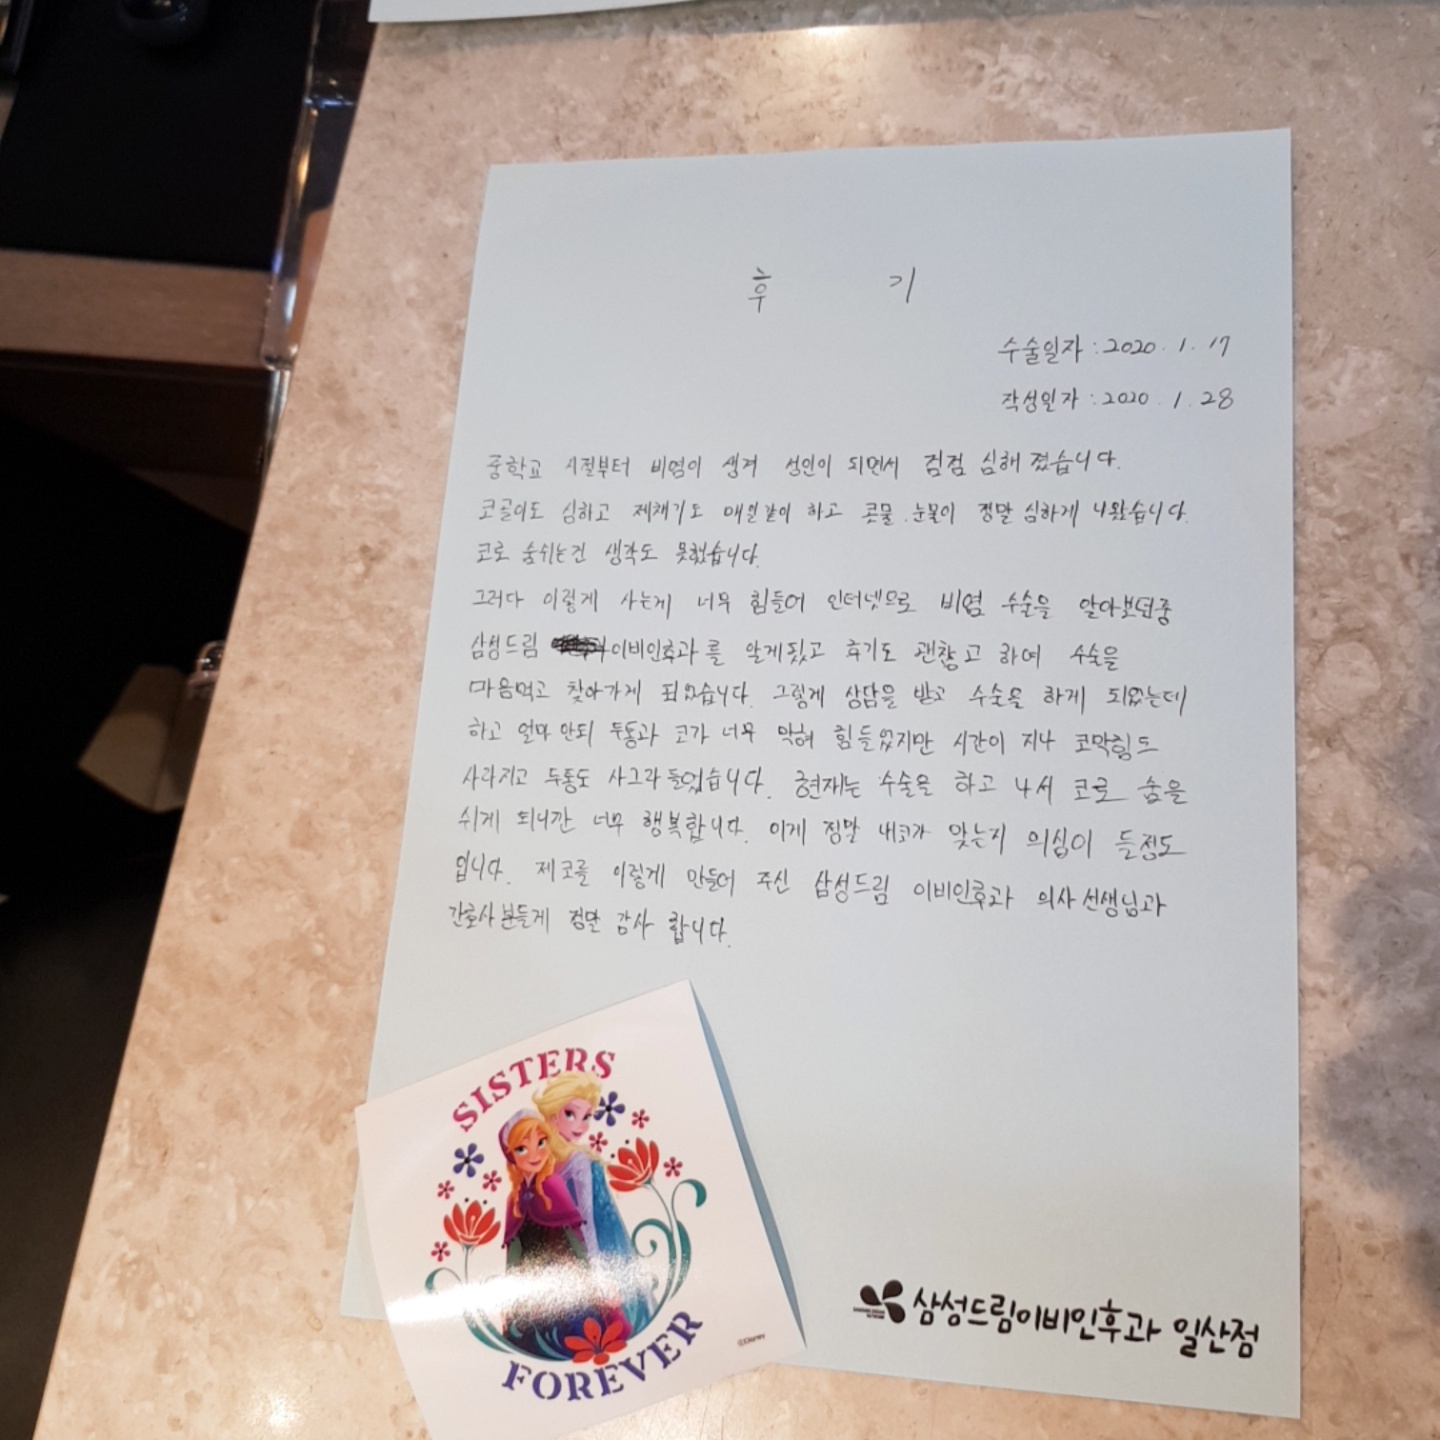 후 기
수술일자 : 2020. 1. 17
작성일자 : 2020. 1. 28
중학교 시절부터 비염이 생겨 성인이 되면서 점점 심해 졌습니다.
코골이도 심하고 제채기도 매일같이 하고 콧물.눈물이 정말 심하게 나왔습니다.
코로 숨쉬는건 생각도 못했습니다.
그러다 이렇게 사는게 너무 힘들어 인터넷으로 비염 수술을 알아보던중
삼성드림 이비인후과를 알게됬고 후기도 괜찮고 하여 수술을
마음먹고 찾아가게 되었습니다. 그렇게 상담을 받고 수술을 하게 되었는데
하고 얼마 안되 두통과 코가 너무 막혀 힘들었지만 시간이 지나 코막힘도
사라지고 두통도 사그라들었습니다. 현재는 수술을 하고 나서 코로 숨을
쉬게 되니깐 너무 행복합니다. 이게 정말 내코가 맞는지 의심이 들정도
입니다. 제코를 이렇게 만들어 주신 삼성드림 이비인후과 의사선생님과
간호사분들게 정말 감사 합니다.
SISTERS
FOREVER
©Disney
삼성드림이비인후과 일산점